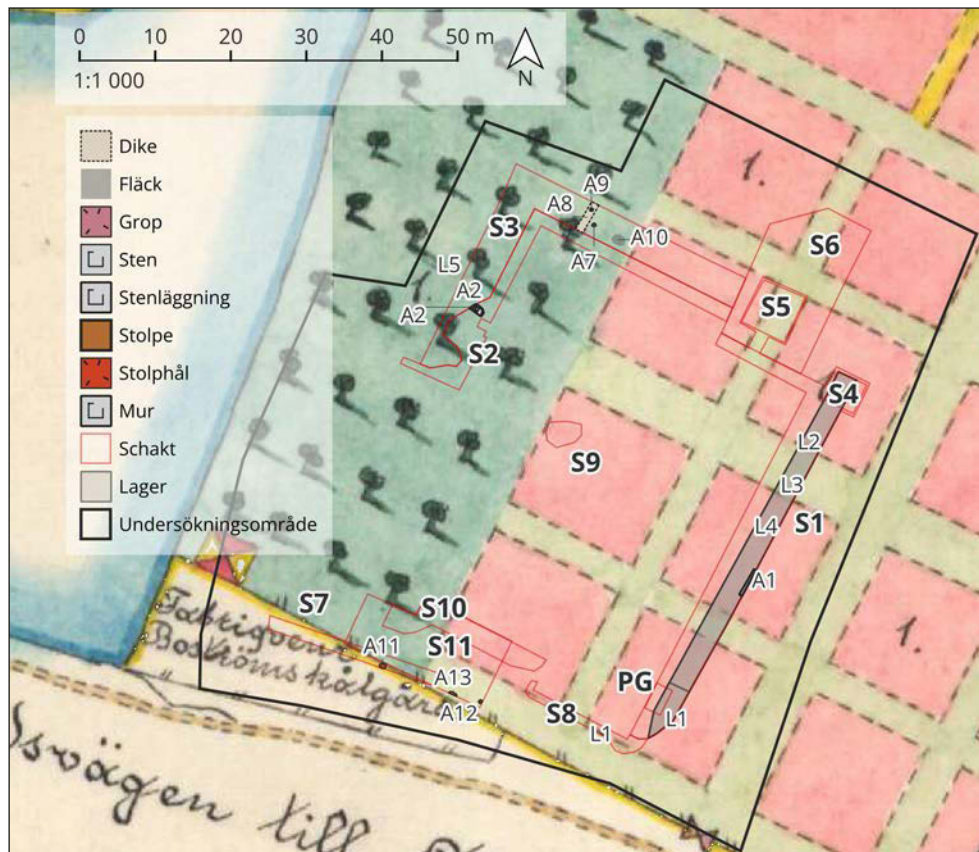 0 10 20 30 40 50 m
1:1 000
N
Dike
Fläck
Grop
Sten
Stenläggning
Stolpe
Stolphål
Mur
Schakt
Lager
Undersökningsområde
1.
A9
A8
S3
A10
S6
A7
L5
A2
S5
A2
S2
S4
L2
S9
L3
S1
L4
A1
1.
S7
S10
S11
A11
A13
PG
A12
S8
L1
L1
Boströms kålgård
svägen till